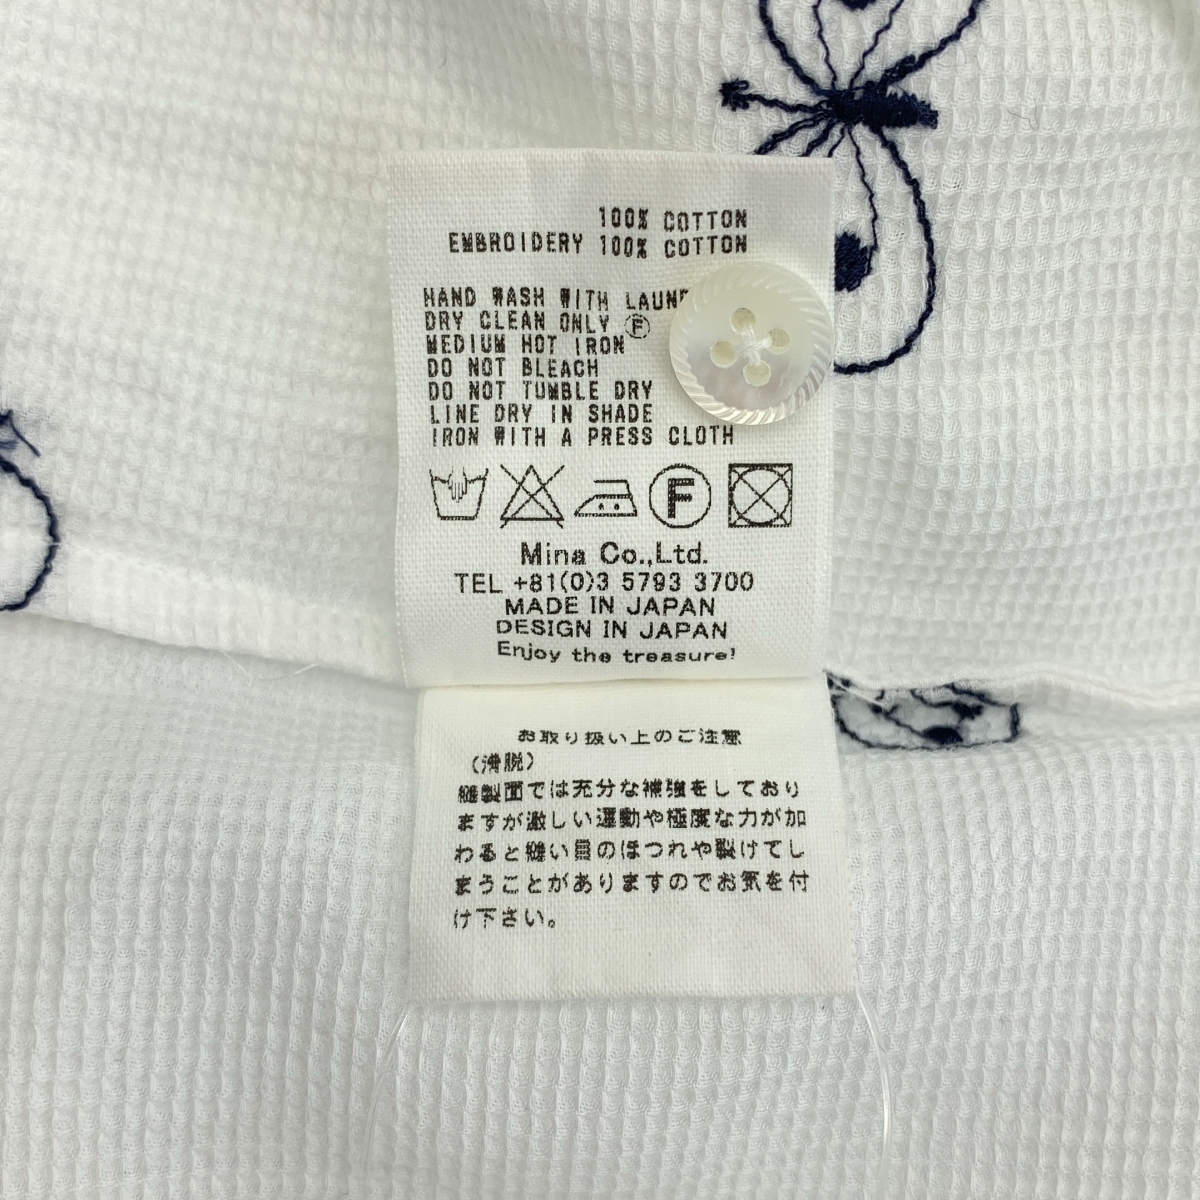 100% COTTON
EMBROIDERY 100% COTTON
HAND WASH WITH
DRY CLEAN ONLY Ⓕ
MEDIUM HOT IRON
DO NOT BLEACH
DO NOT TUMBLE DRY
LINE DRY IN SHADE
IRON WITH A PRESS CLOTH
F
Mina Co.,Ltd.
TEL +81(0)3 5793 3700
MADE IN JAPAN
DESIGN IN JAPAN
Enjoy the treasure!
お取り扱い上のご注意
（滑脱）
縫製面では充分な補強をしており
ますが激しい運動や極度な力が加
わると縫い目のほつれや裂けてし
まうことがありますのでお気を付
け下さい。